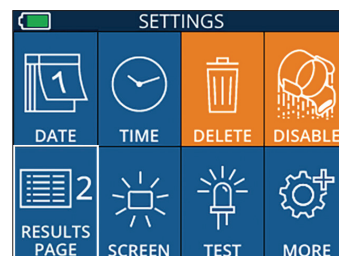 SETTINGS
1
DATE
TIME
DELETE
DISABLE
2
RESULTS
PAGE
SCREEN
TEST
MORE